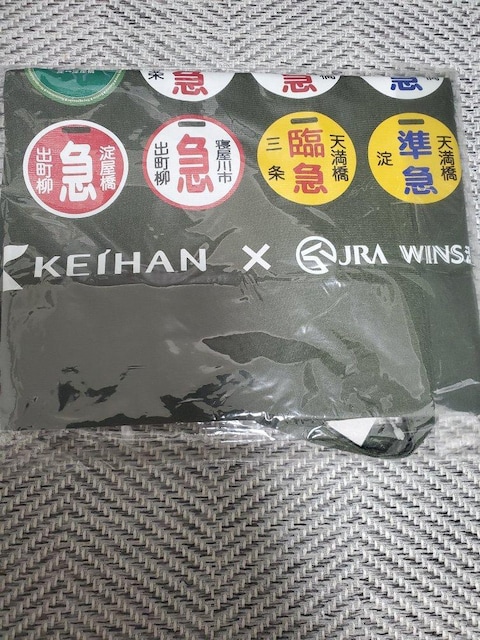 条 急
急
急
出町柳 急 淀屋橋
出町柳 急 寝屋川市
三条 臨急 天満橋
淀 準急 天満橋
KEIHAN × JRA WINS